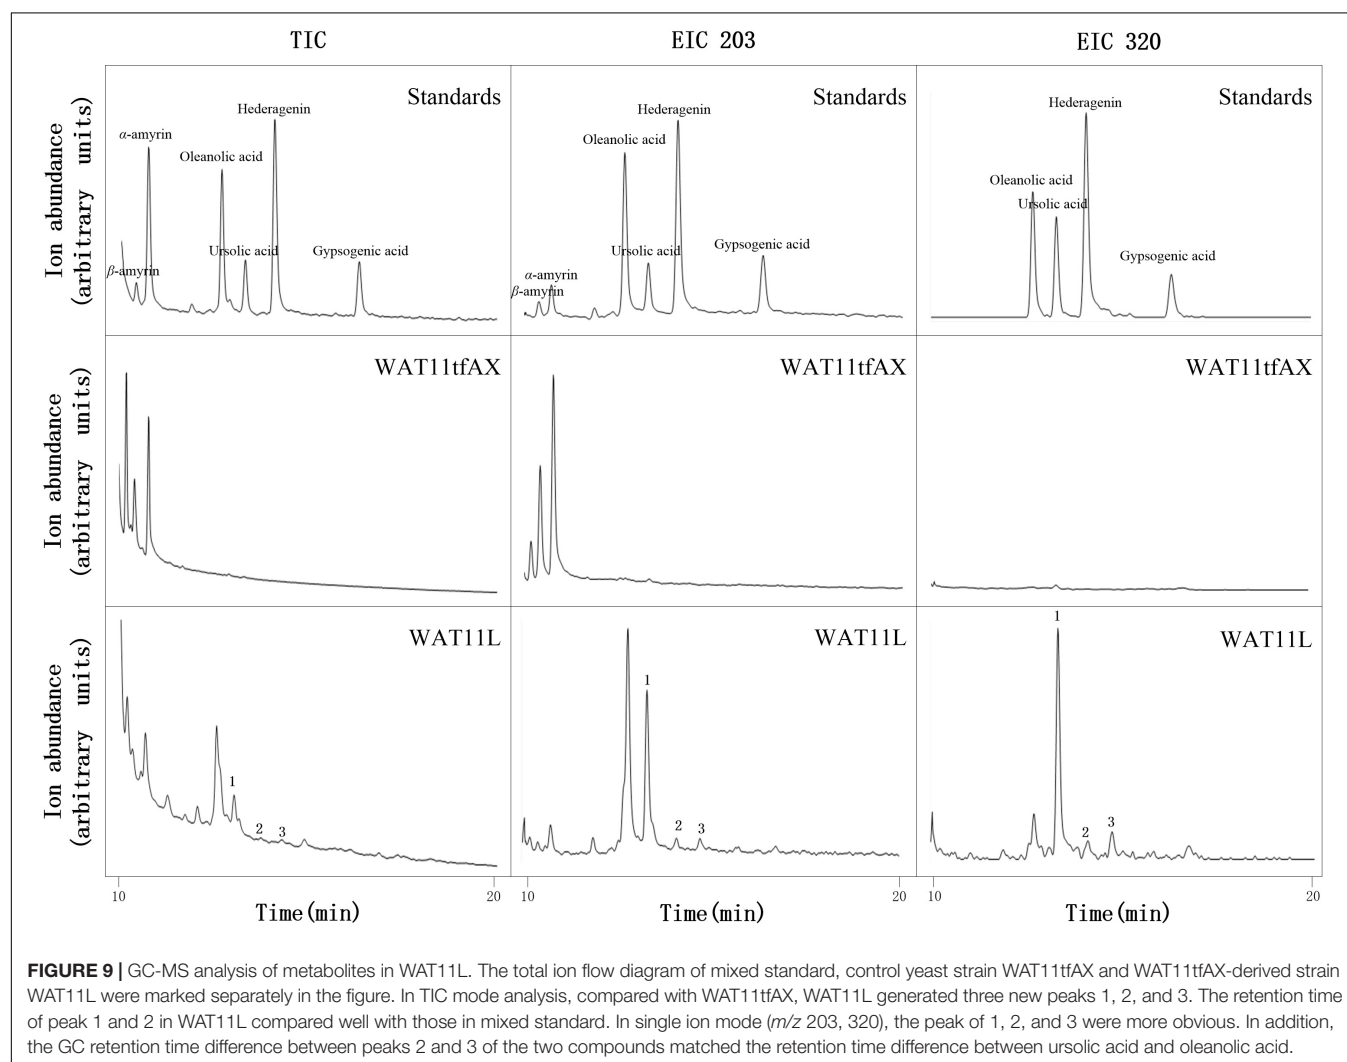 TIC
EIC 203
EIC 320
Ion abundance
(arbitrary units)
Standards
Hederagenin
α-amyrin
Oleanolic acid
Ursolic acid
Gypsogenic acid
β-amyrin
Standards
Hederagenin
Oleanolic acid
Ursolic acid
Gypsogenic acid
α-amyrin
β-amyrin
Standards
Hederagenin
Oleanolic acid
Ursolic acid
Gypsogenic acid
Ion abundance
(arbitrary units)
WAT11tfAX
WAT11tfAX
WAT11tfAX
Ion abundance
(arbitrary units)
WAT11L
1
2
3
WAT11L
1
2
3
WAT11L
1
2
3
10
20
10
20
10
20
Time(min)
Time(min)
Time(min)
FIGURE 9 | GC-MS analysis of metabolites in WAT11L. The total ion flow diagram of mixed standard, control yeast strain WAT11tfAX and WAT11tfAX-derived strain
WAT11L were marked separately in the figure. In TIC mode analysis, compared with WAT11tfAX, WAT11L generated three new peaks 1, 2, and 3. The retention time
of peak 1 and 2 in WAT11L compared well with those in mixed standard. In single ion mode (m/z 203, 320), the peak of 1, 2, and 3 were more obvious. In addition,
the GC retention time difference between peaks 2 and 3 of the two compounds matched the retention time difference between ursolic acid and oleanolic acid.